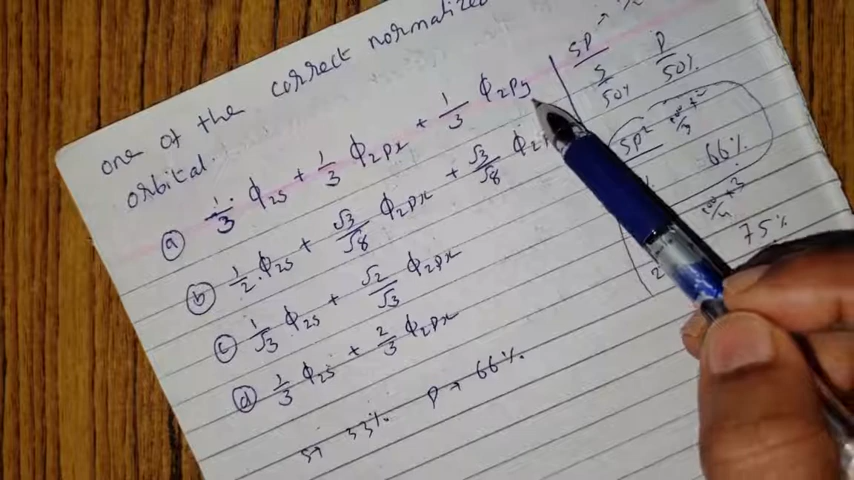 one of the correct normalized
orbital.
(a) 1/3 ϕ2s + 1/3 ϕ2px + 1/3 ϕ2py
(b) 1/2 . ϕ2s + √3/√8 ϕ2px + √3/√8 ϕ2
(c) 1/√3 ϕ2s + √2/√3 ϕ2px
(d) 1/3 ϕ2s + 2/3 ϕ2px
s→ 33% p → 66%.
SP →
S P
50% 50%
SP²
66%
75%